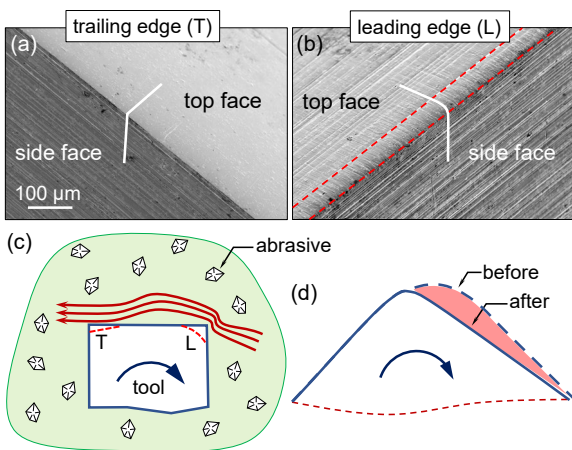 trailing edge (T)
leading edge (L)
(a)
top face
side face
100 µm
(b)
top face
side face
(c)
abrasive
T
L
tool
(d)
before
after